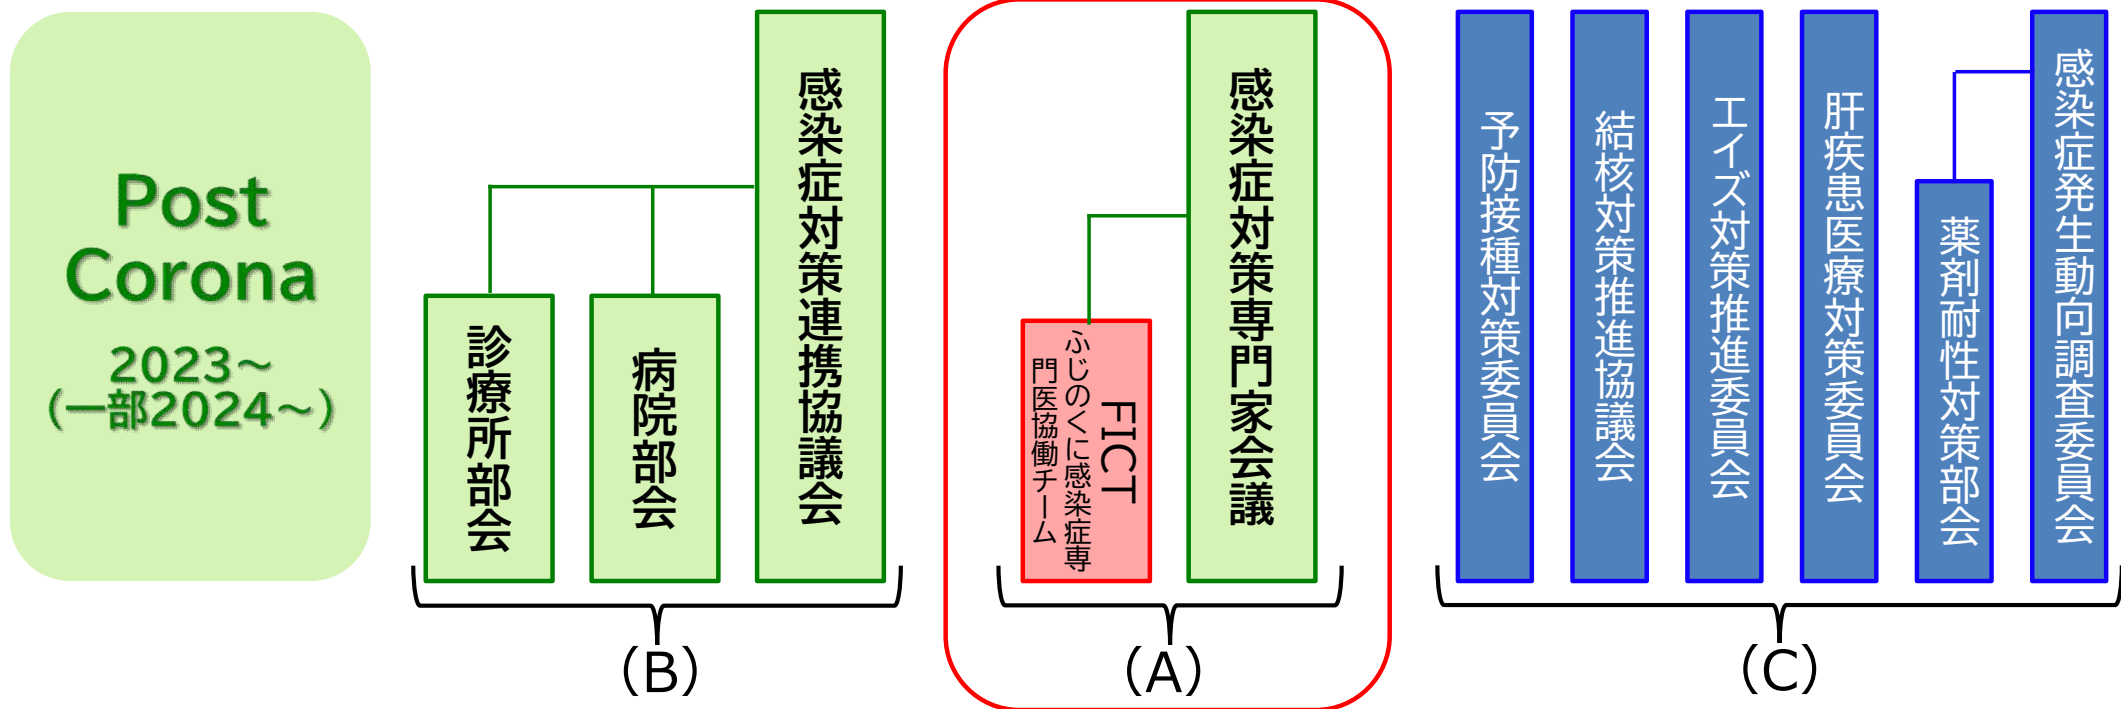 Post
Corona
2023～
（一部2024～）
診療所部会
病院部会
感染症対策連携協議会
（B）
FICT
ふじのくに感染症専
門医協働チーム
感染症対策専門家会議
（A）
予防接種対策委員会
結核対策推進協議会
エイズ対策推進委員会
肝疾患医療対策委員会
薬剤耐性対策部会
感染症発生動向調査委員会
（C）